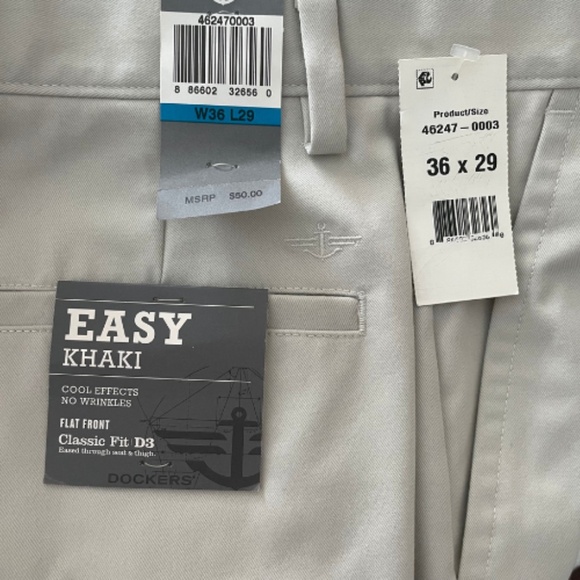 462470003
8 86602 32656 0
W36 L29
MSRP $60.00
Product/Size
46247-0003
36 x 29
EASY
KHAKI
COOL EFFECTS
NO WRINKLES
FLAT FRONT
Classic Fit D3
Eased through seat & thigh.
DOCKERS'